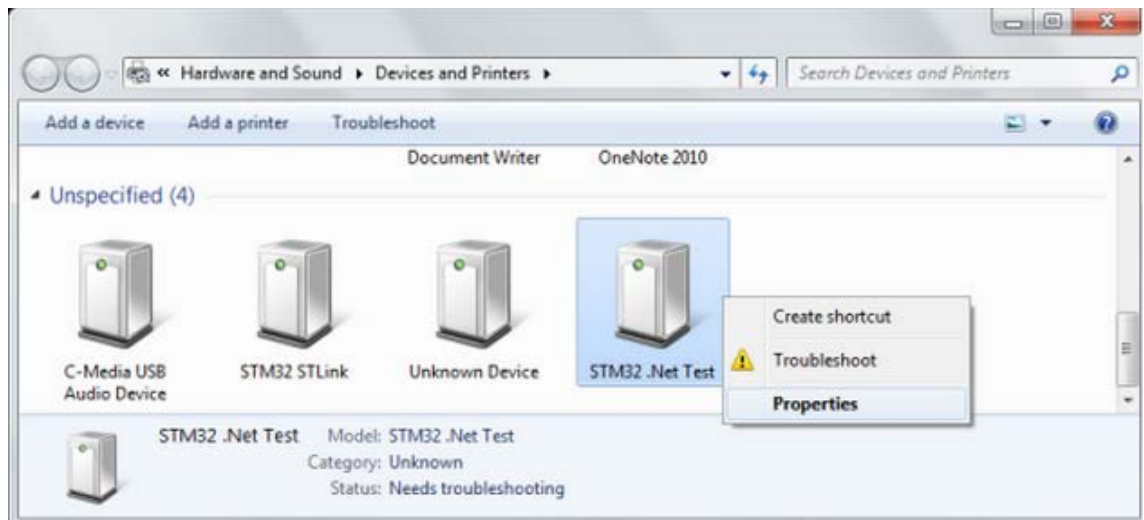 « Hardware and Sound ▸ Devices and Printers ▸
Search Devices and Printers
Add a device Add a printer Troubleshoot
Document Writer OneNote 2010
Unspecified (4)
C-Media USB Audio Device
STM32 STLink
Unknown Device
STM32 .Net Test
Create shortcut
Troubleshoot
Properties
STM32 .Net Test Model: STM32 .Net Test
Category: Unknown
Status: Needs troubleshooting